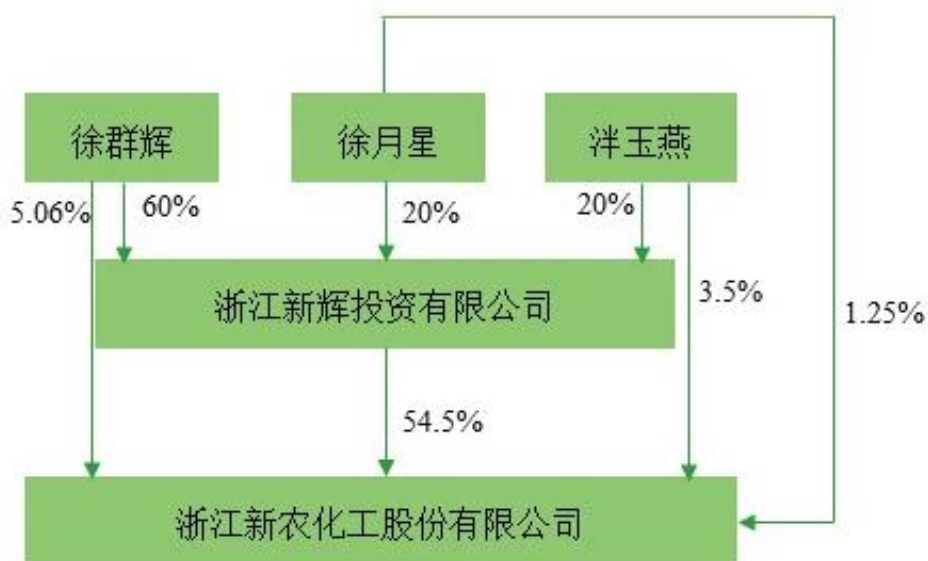 徐群辉
徐月星
泮玉燕
5.06%
60%
20%
20%
浙江新辉投资有限公司
3.5%
1.25%
54.5%
浙江新农化工股份有限公司